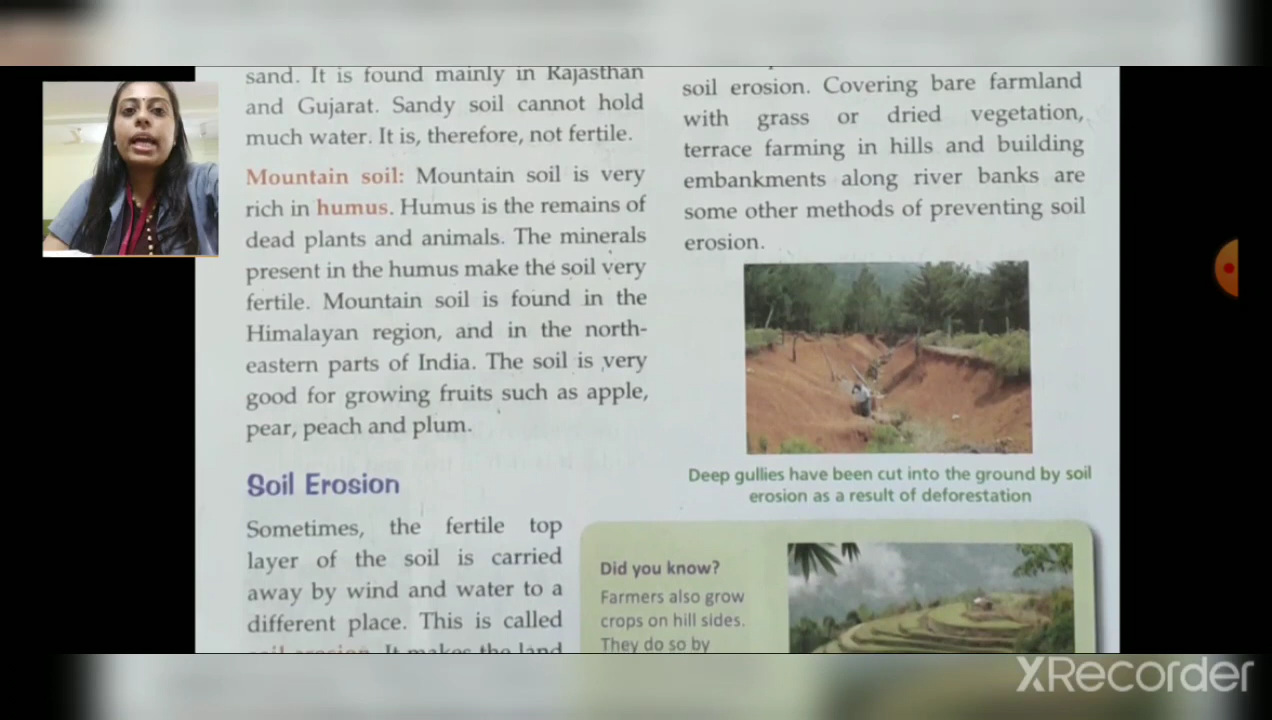 sand. It is found mainly in Rajasthan
and Gujarat. Sandy soil cannot hold
much water. It is, therefore, not fertile.
Mountain soil: Mountain soil is very
rich in humus. Humus is the remains of
dead plants and animals. The minerals
present in the humus make the soil very
fertile. Mountain soil is found in the
Himalayan region, and in the north-
eastern parts of India. The soil is very
good for growing fruits such as apple,
pear, peach and plum.
Soil Erosion
Sometimes, the fertile top
layer of the soil is carried
away by wind and water to a
different place. This is called
soil erosion. It makes the land
soil erosion. Covering bare farmland
with grass or dried vegetation,
terrace farming in hills and building
embankments along river banks are
some other methods of preventing soil
erosion.
Deep gullies have been cut into the ground by soil
erosion as a result of deforestation
Did you know?
Farmers also grow
crops on hill sides.
They do so by
XRecorder